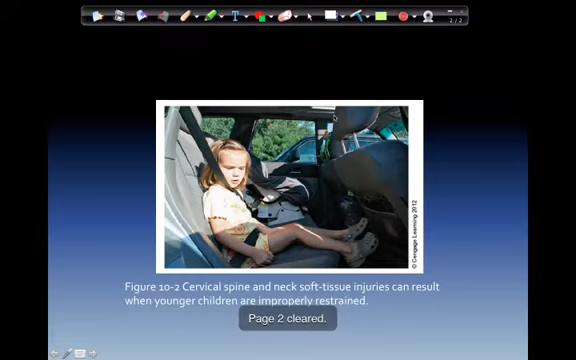 2 / 2
© Cengage Learning 2012
Figure 10-2 Cervical spine and neck soft-tissue injuries can result
when younger children are improperly restrained.
Page 2 cleared.